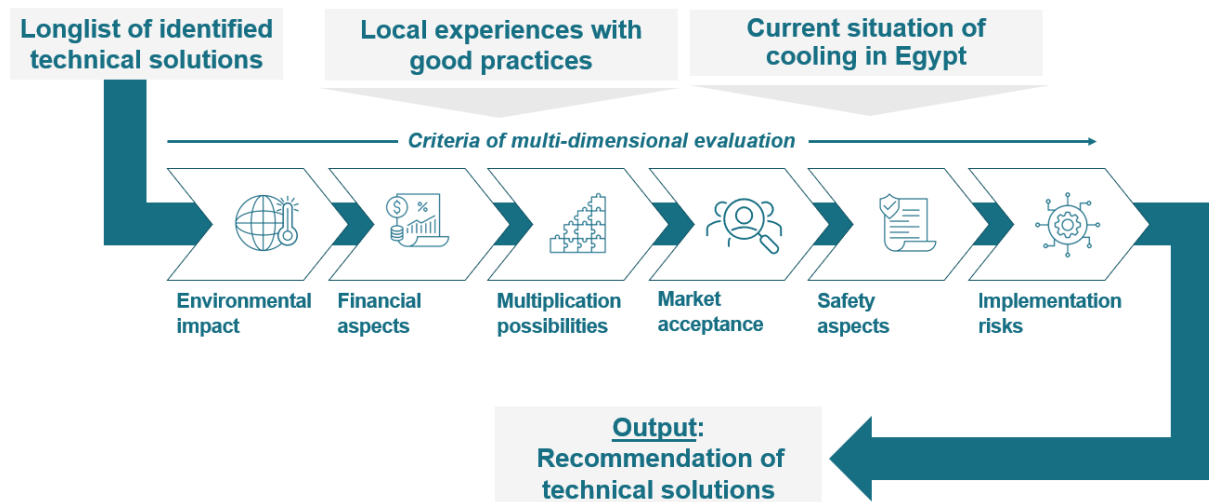 Longlist of identified
technical solutions
Local experiences with
good practices
Current situation of
cooling in Egypt
Criteria of multi-dimensional evaluation
$
%
Environmental
impact
Financial
aspects
Multiplication
possibilities
Market
acceptance
Safety
aspects
Implementation
risks
Output:
Recommendation of
technical solutions